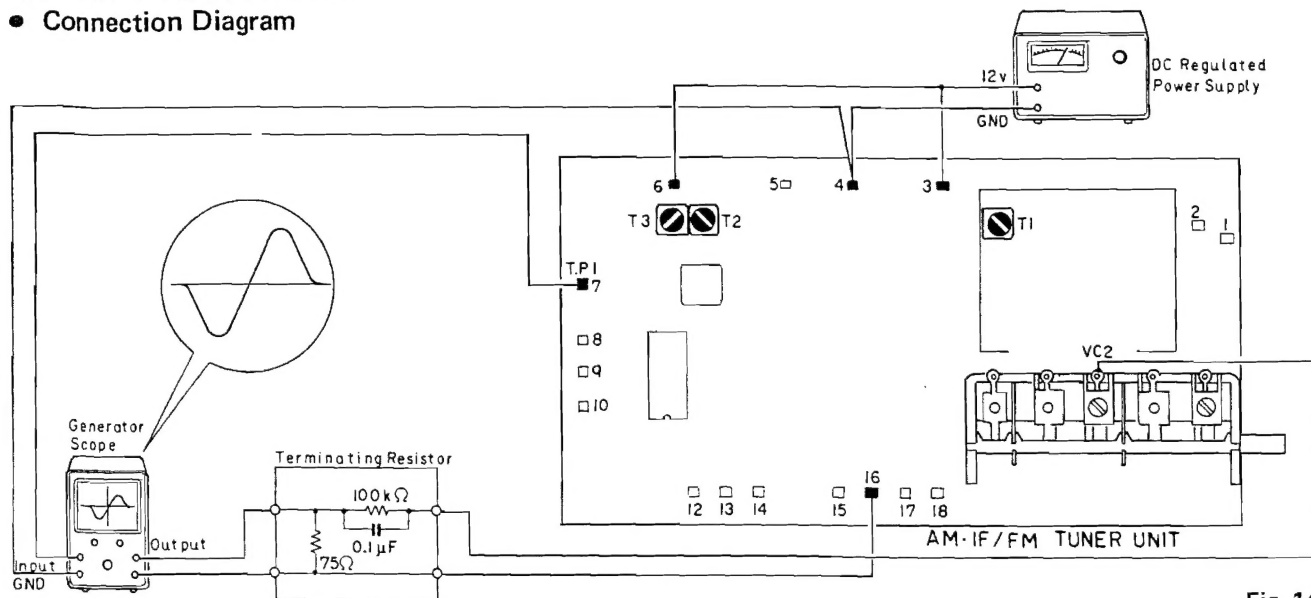 • Connection Diagram
DC Regulated
Power Supply
12v
GND
6
5
4
3
T3
T2
T1
2
1
T.P1
7
8
9
10
VC2
Generator
Scope
Terminating Resistor
100kΩ
0.1μF
75Ω
Output
Input
GND
12
13
14
15
16
17
18
AM·IF/FM TUNER UNIT